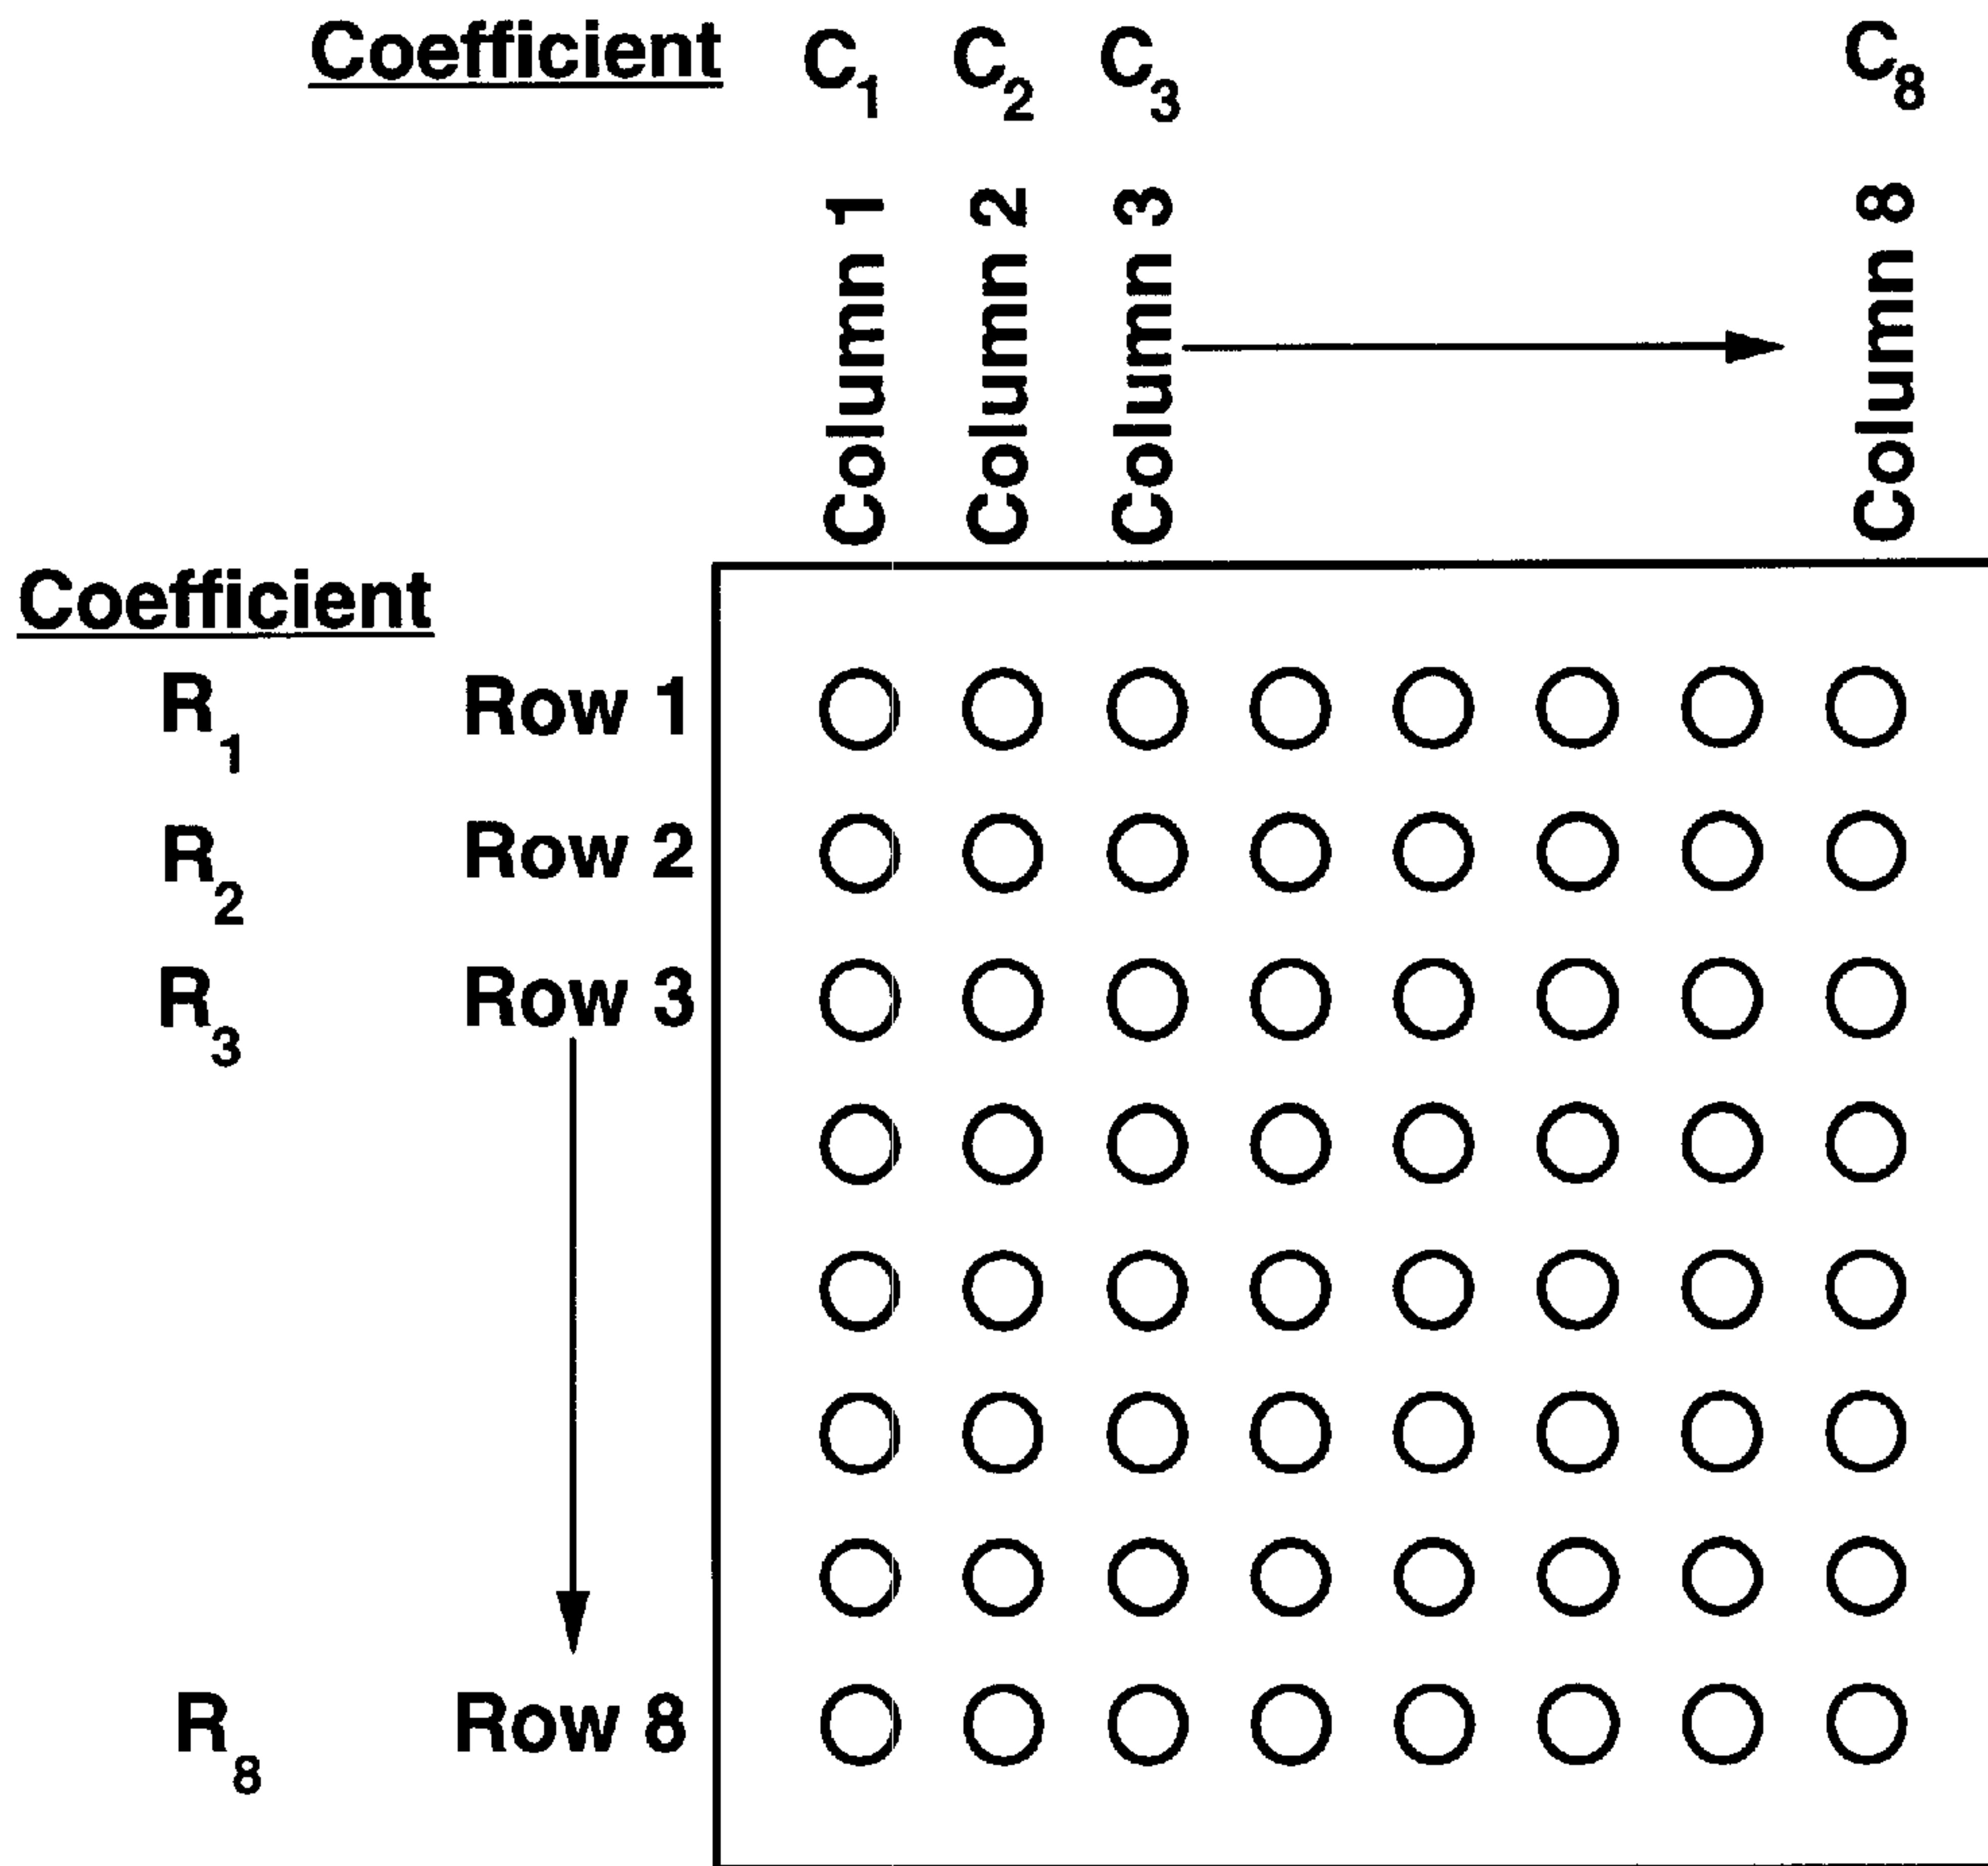 Coefficient C1 C2 C3 C8
Column 1 Column 2 Column 3 Column 8
Coefficient
R1 Row 1
R2 Row 2
R3 Row 3
R8 Row 8